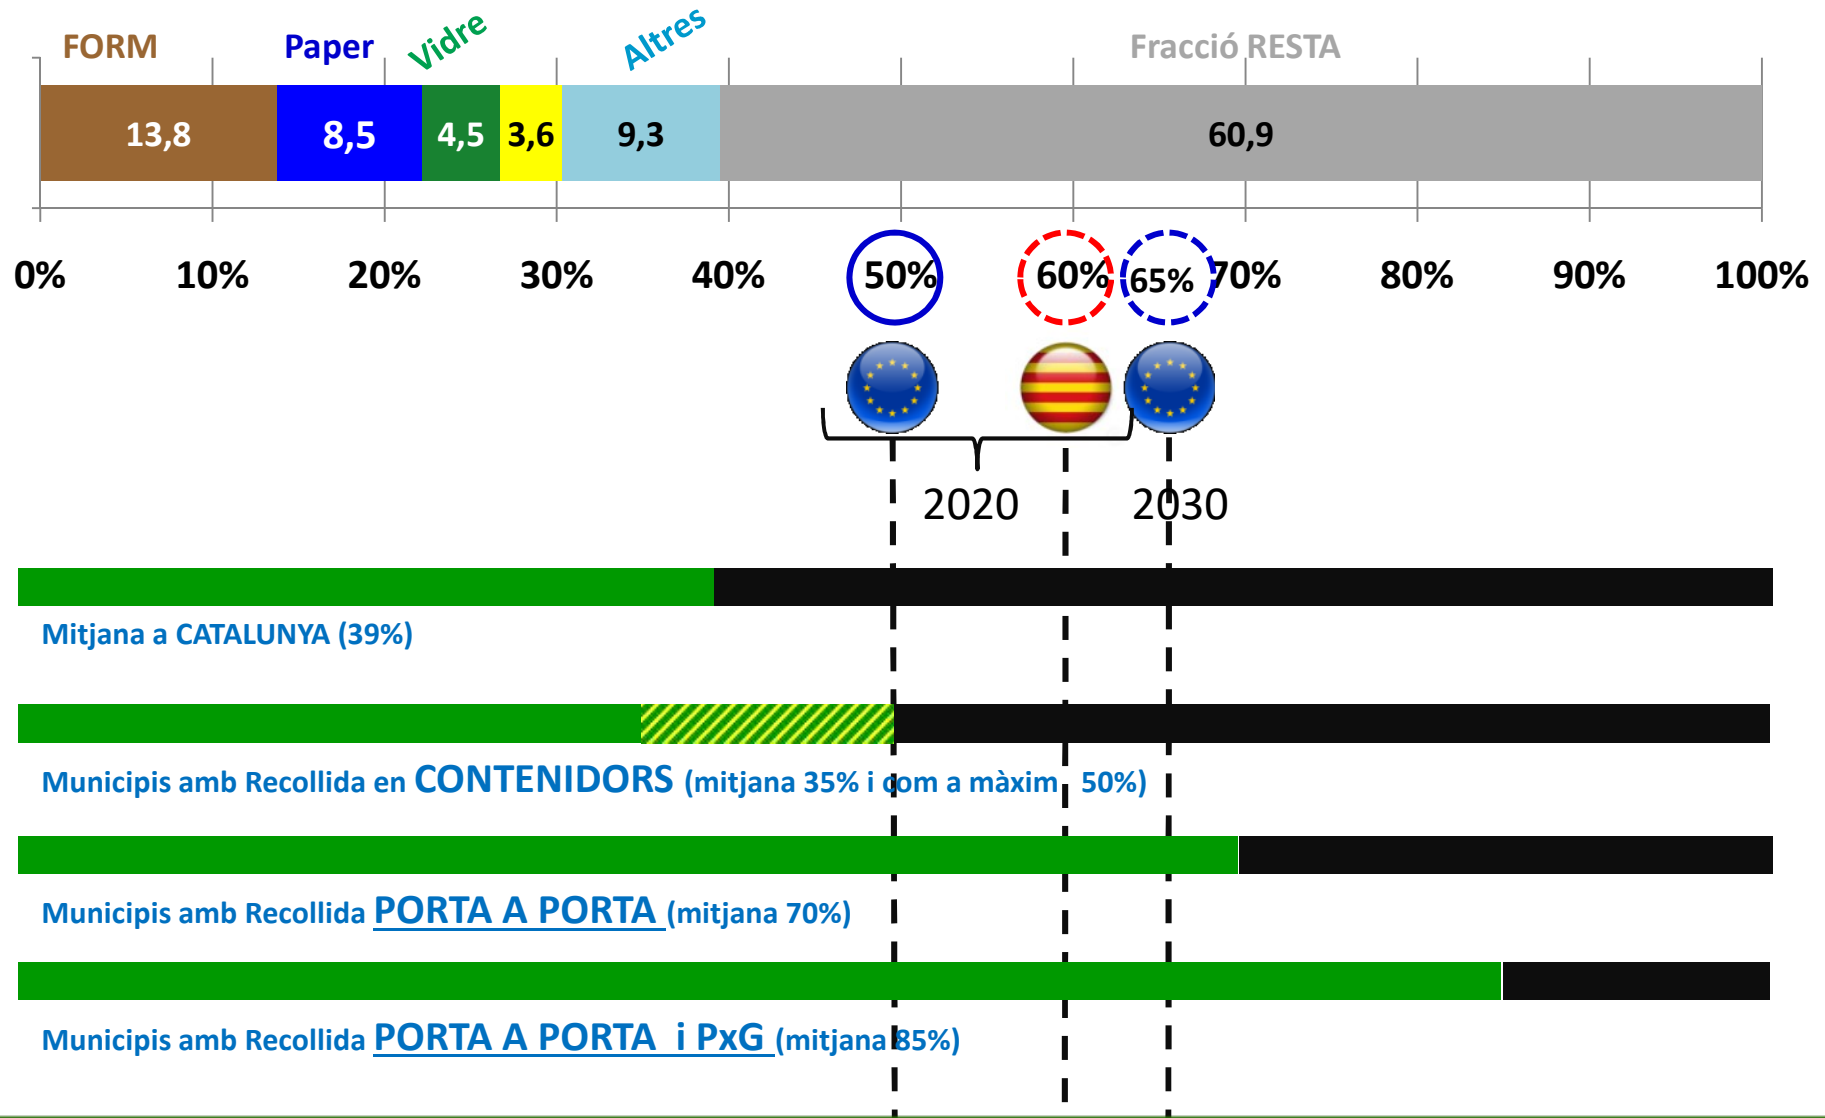 FORM Paper Vidre Altres Fracció RESTA
13,8 8,5 4,5 3,6 9,3 60,9
0% 10% 20% 30% 40% 50% 60% 65% 70% 80% 90% 100%
2020 2030
Mitjana a CATALUNYA (39%)
Municipis amb Recollida en CONTENIDORS (mitjana 35% i com a màxim 50%)
Municipis amb Recollida PORTA A PORTA (mitjana 70%)
Municipis amb Recollida PORTA A PORTA i PxG (mitjana 85%)